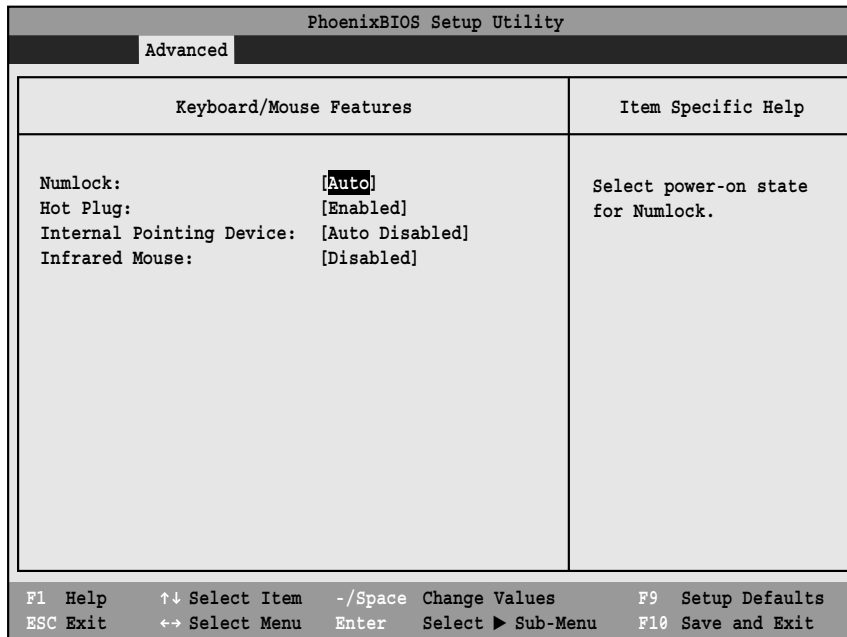 PhoenixBIOS Setup Utility
Advanced
Keyboard/Mouse Features
Item Specific Help
Numlock: [Auto]
Hot Plug: [Enabled]
Internal Pointing Device: [Auto Disabled]
Infrared Mouse: [Disabled]
Select power-on state
for Numlock.
F1 Help ↑↓ Select Item -/Space Change Values F9 Setup Defaults
ESC Exit ←→ Select Menu Enter Select ▶ Sub-Menu F10 Save and Exit